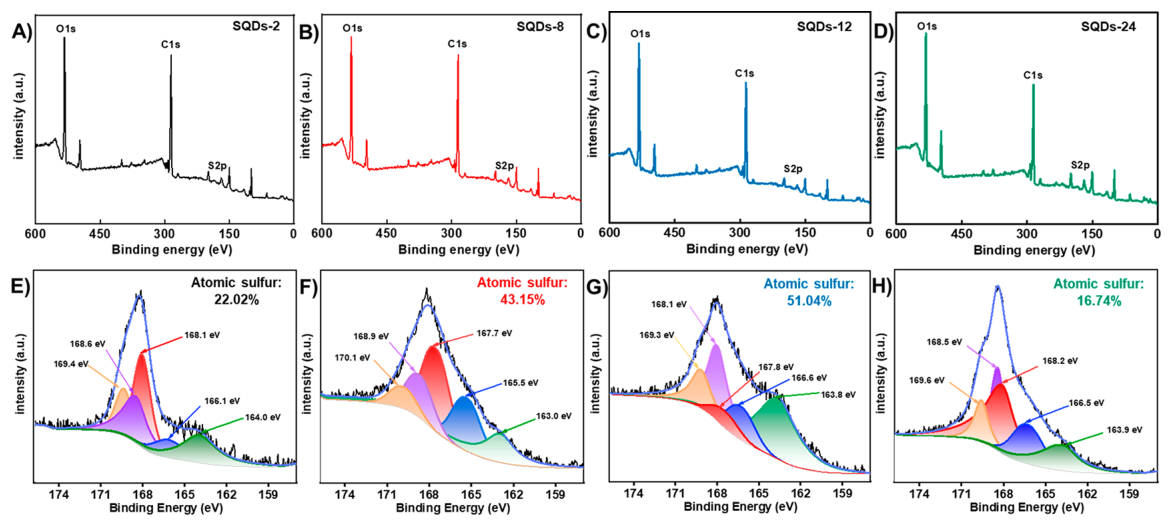 A)
SQDs-2
O1s
C1s
S2p
intensity (a.u.)
600
450
300
150
0
Binding energy (eV)
B)
SQDs-8
O1s
C1s
S2p
intensity (a.u.)
600
450
300
150
0
Binding energy (eV)
C)
SQDs-12
O1s
C1s
S2p
intensity (a.u.)
600
450
300
150
0
Binding energy (eV)
D)
SQDs-24
O1s
C1s
S2p
intensity (a.u.)
600
450
300
150
0
Binding energy (eV)
E)
Atomic sulfur:
22.02%
168.6 eV
168.1 eV
169.4 eV
166.1 eV
164.0 eV
intensity (a.u.)
174
171
168
165
162
159
Binding Energy (eV)
F)
Atomic sulfur:
43.15%
168.9 eV
167.7 eV
170.1 eV
165.5 eV
163.0 eV
intensity (a.u.)
174
171
168
165
162
159
Binding Energy (eV)
G)
Atomic sulfur:
51.04%
168.1 eV
169.3 eV
167.8 eV
166.6 eV
163.8 eV
intensity (a.u.)
174
171
168
165
162
159
Binding Energy (eV)
H)
Atomic sulfur:
16.74%
168.5 eV
168.2 eV
169.6 eV
166.5 eV
163.9 eV
intensity (a.u.)
174
171
168
165
162
159
Binding Energy (eV)